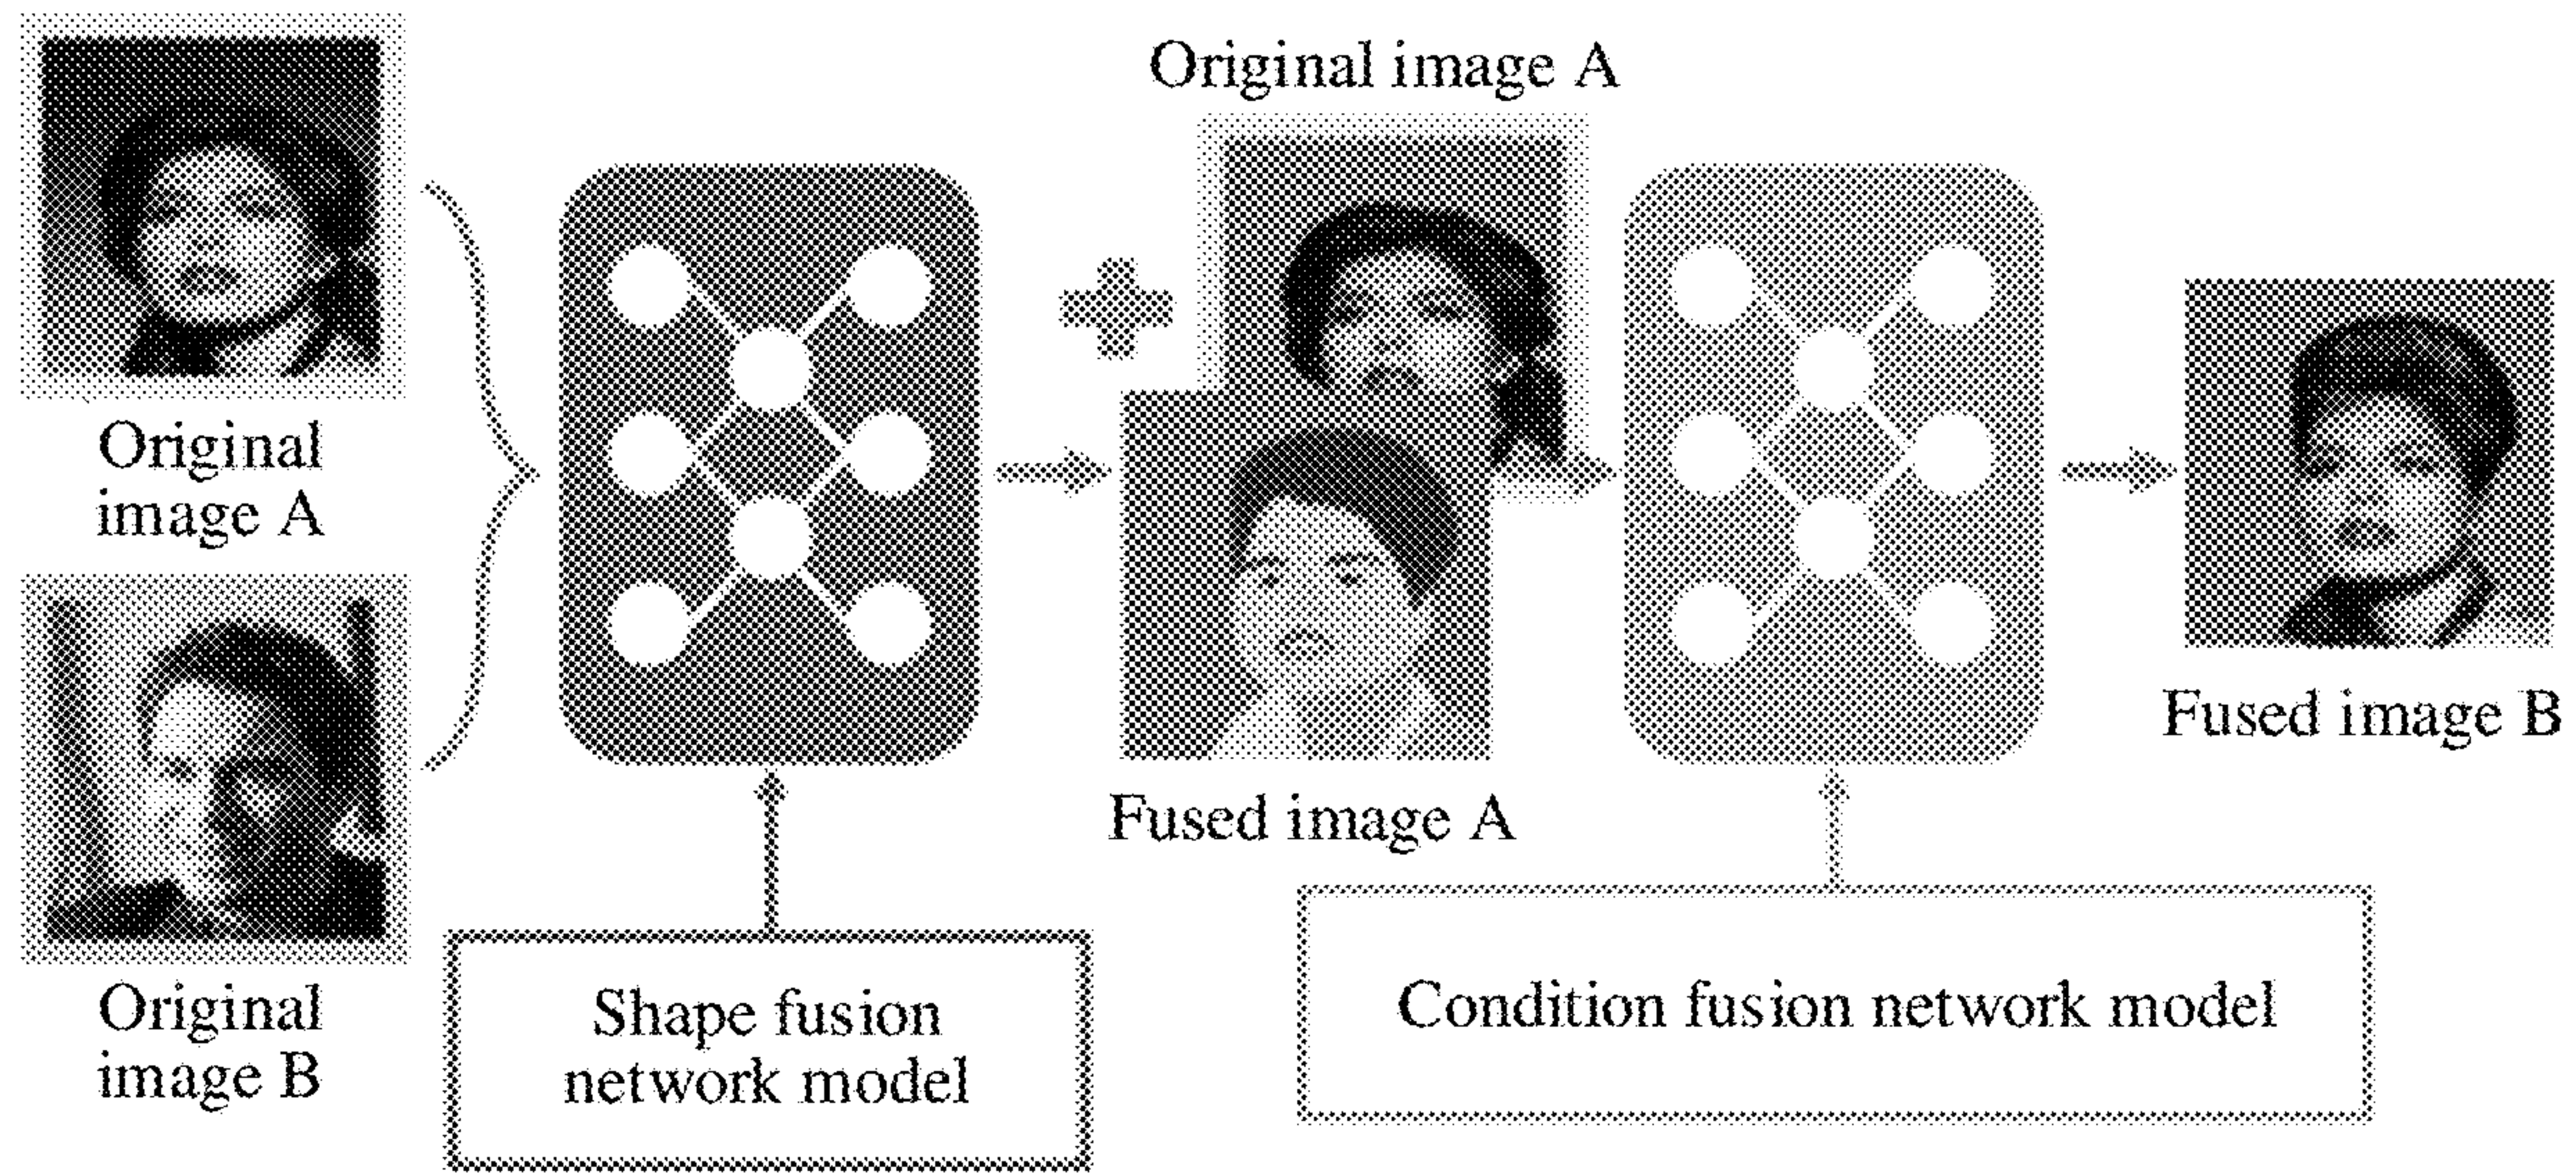 Original image A
Original
image A
Original
image B
Fused image A
Fused image B
Shape fusion
network model
Condition fusion network model